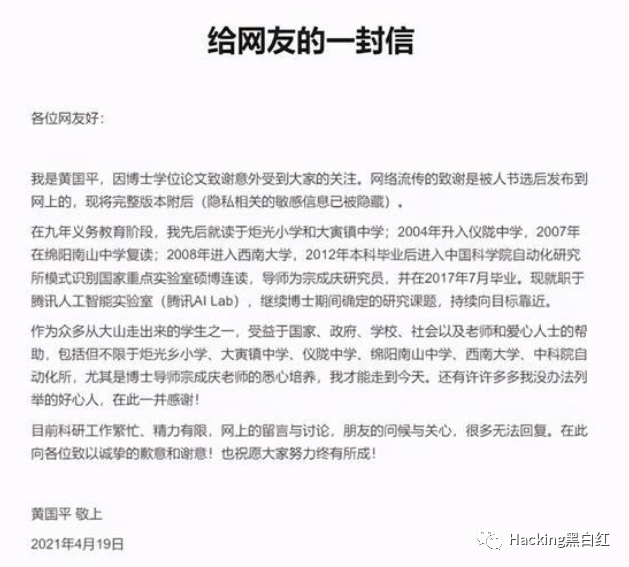 给网友的一封信
各位网友好：
我是黄国平，因博士学位论文致谢意外受到大家的关注。网络流传的致谢是被人节选后发布到
网上的，现将完整版本附后（隐私相关的敏感信息已被隐藏）。
在九年义务教育阶段，我先后就读于炬光小学和大寅镇中学；2004年升入仪陇中学，2007年
在绵阳南山中学复读；2008年进入西南大学，2012年本科毕业后进入中国科学院自动化研究
所模式识别国家重点实验室硕博连读，导师为宗成庆研究员，并在2017年7月毕业。现就职于
腾讯人工智能实验室（腾讯AI Lab），继续博士期间确定的研究课题，持续向目标靠近。
作为众多从大山走出来的学生之一，受益于国家、政府、学校、社会以及老师和爱心人士的帮
助，包括但不限于炬光乡小学、大寅镇中学、仪陇中学、绵阳南山中学、西南大学、中科院自
动化所，尤其是博士导师宗成庆老师的悉心培养，我才能走到今天。还有许许多多我没办法列
举的好心人，在此一并感谢！
目前科研工作繁忙、精力有限，网上的留言与讨论，朋友的问候与关心，很多无法回复。在此
向各位致以诚挚的歉意和谢意！也祝愿大家努力终有所成！
黄国平 敬上
2021年4月19日
Hacking黑白红